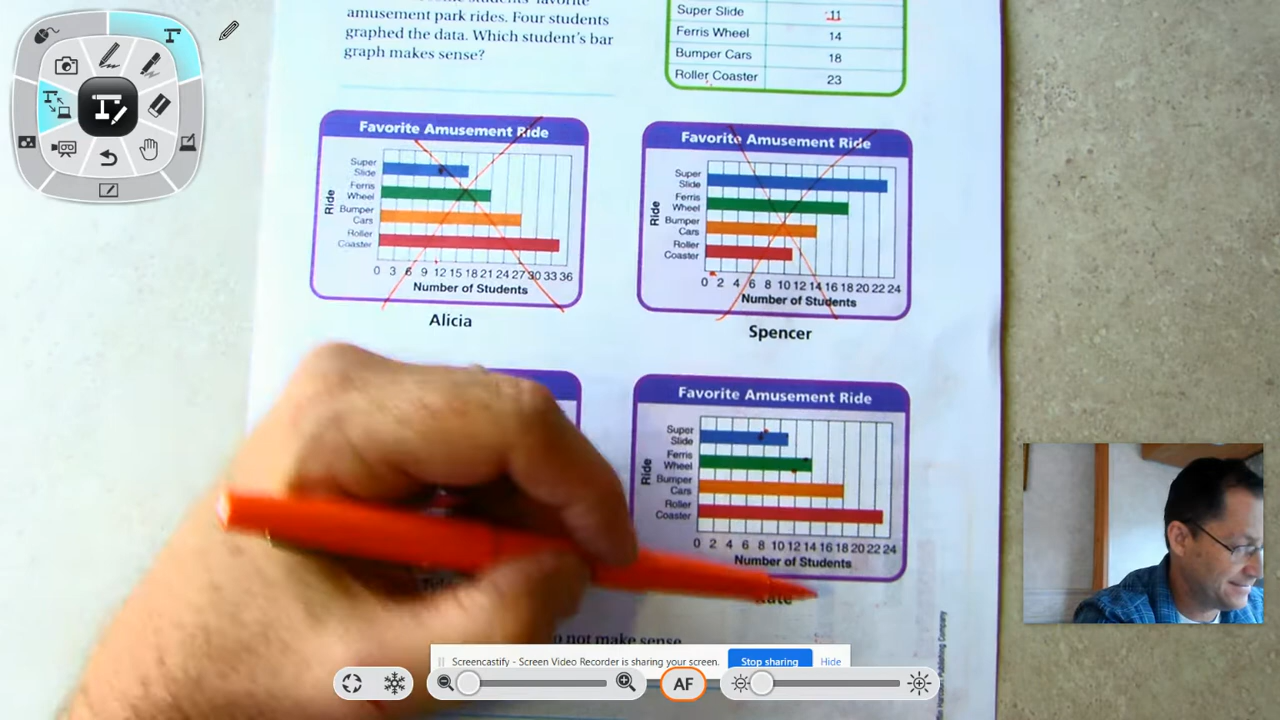 amusement park rides. Four students
graphed the data. Which student's bar
graph makes sense?
Super Slide 11
Ferris Wheel 14
Bumper Cars 18
Roller Coaster 23
Favorite Amusement Ride
Ride
Super
Slide
Ferris
Wheel
Bumper
Cars
Roller
Coaster
0 3 6 9 12 15 18 21 24 27 30 33 36
Number of Students
Alicia
Favorite Amusement Ride
Ride
Super
Slide
Ferris
Wheel
Bumper
Cars
Roller
Coaster
0 2 4 6 8 10 12 14 16 18 20 22 24
Number of Students
Spencer
Favorite Amusement Ride
Ride
Super
Slide
Ferris
Wheel
Bumper
Cars
Roller
Coaster
0 2 4 6 8 10 12 14 16 18 20 22 24
Number of Students
not make sense
Publishing Company
Screencastify - Screen Video Recorder is sharing your screen.
Stop sharing
Hide
AF